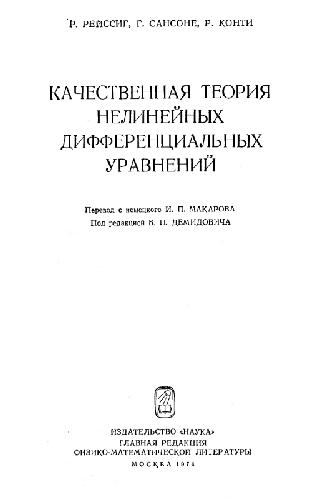 Р. РЕЙССИГ, Г. САНСОНЕ, Р. КОНТИ
КАЧЕСТВЕННАЯ ТЕОРИЯ
НЕЛИНЕЙНЫХ
ДИФФЕРЕНЦИАЛЬНЫХ
УРАВНЕНИЙ
Перевод с немецкого И. П. МАКАРОВА
Под редакцией Б. П. ДЕМИДОВИЧА
ИЗДАТЕЛЬСТВО «НАУКА»
ГЛАВНАЯ РЕДАКЦИЯ
ФИЗИКО-МАТЕМАТИЧЕСКОЙ ЛИТЕРАТУРЫ
МОСКВА 1974